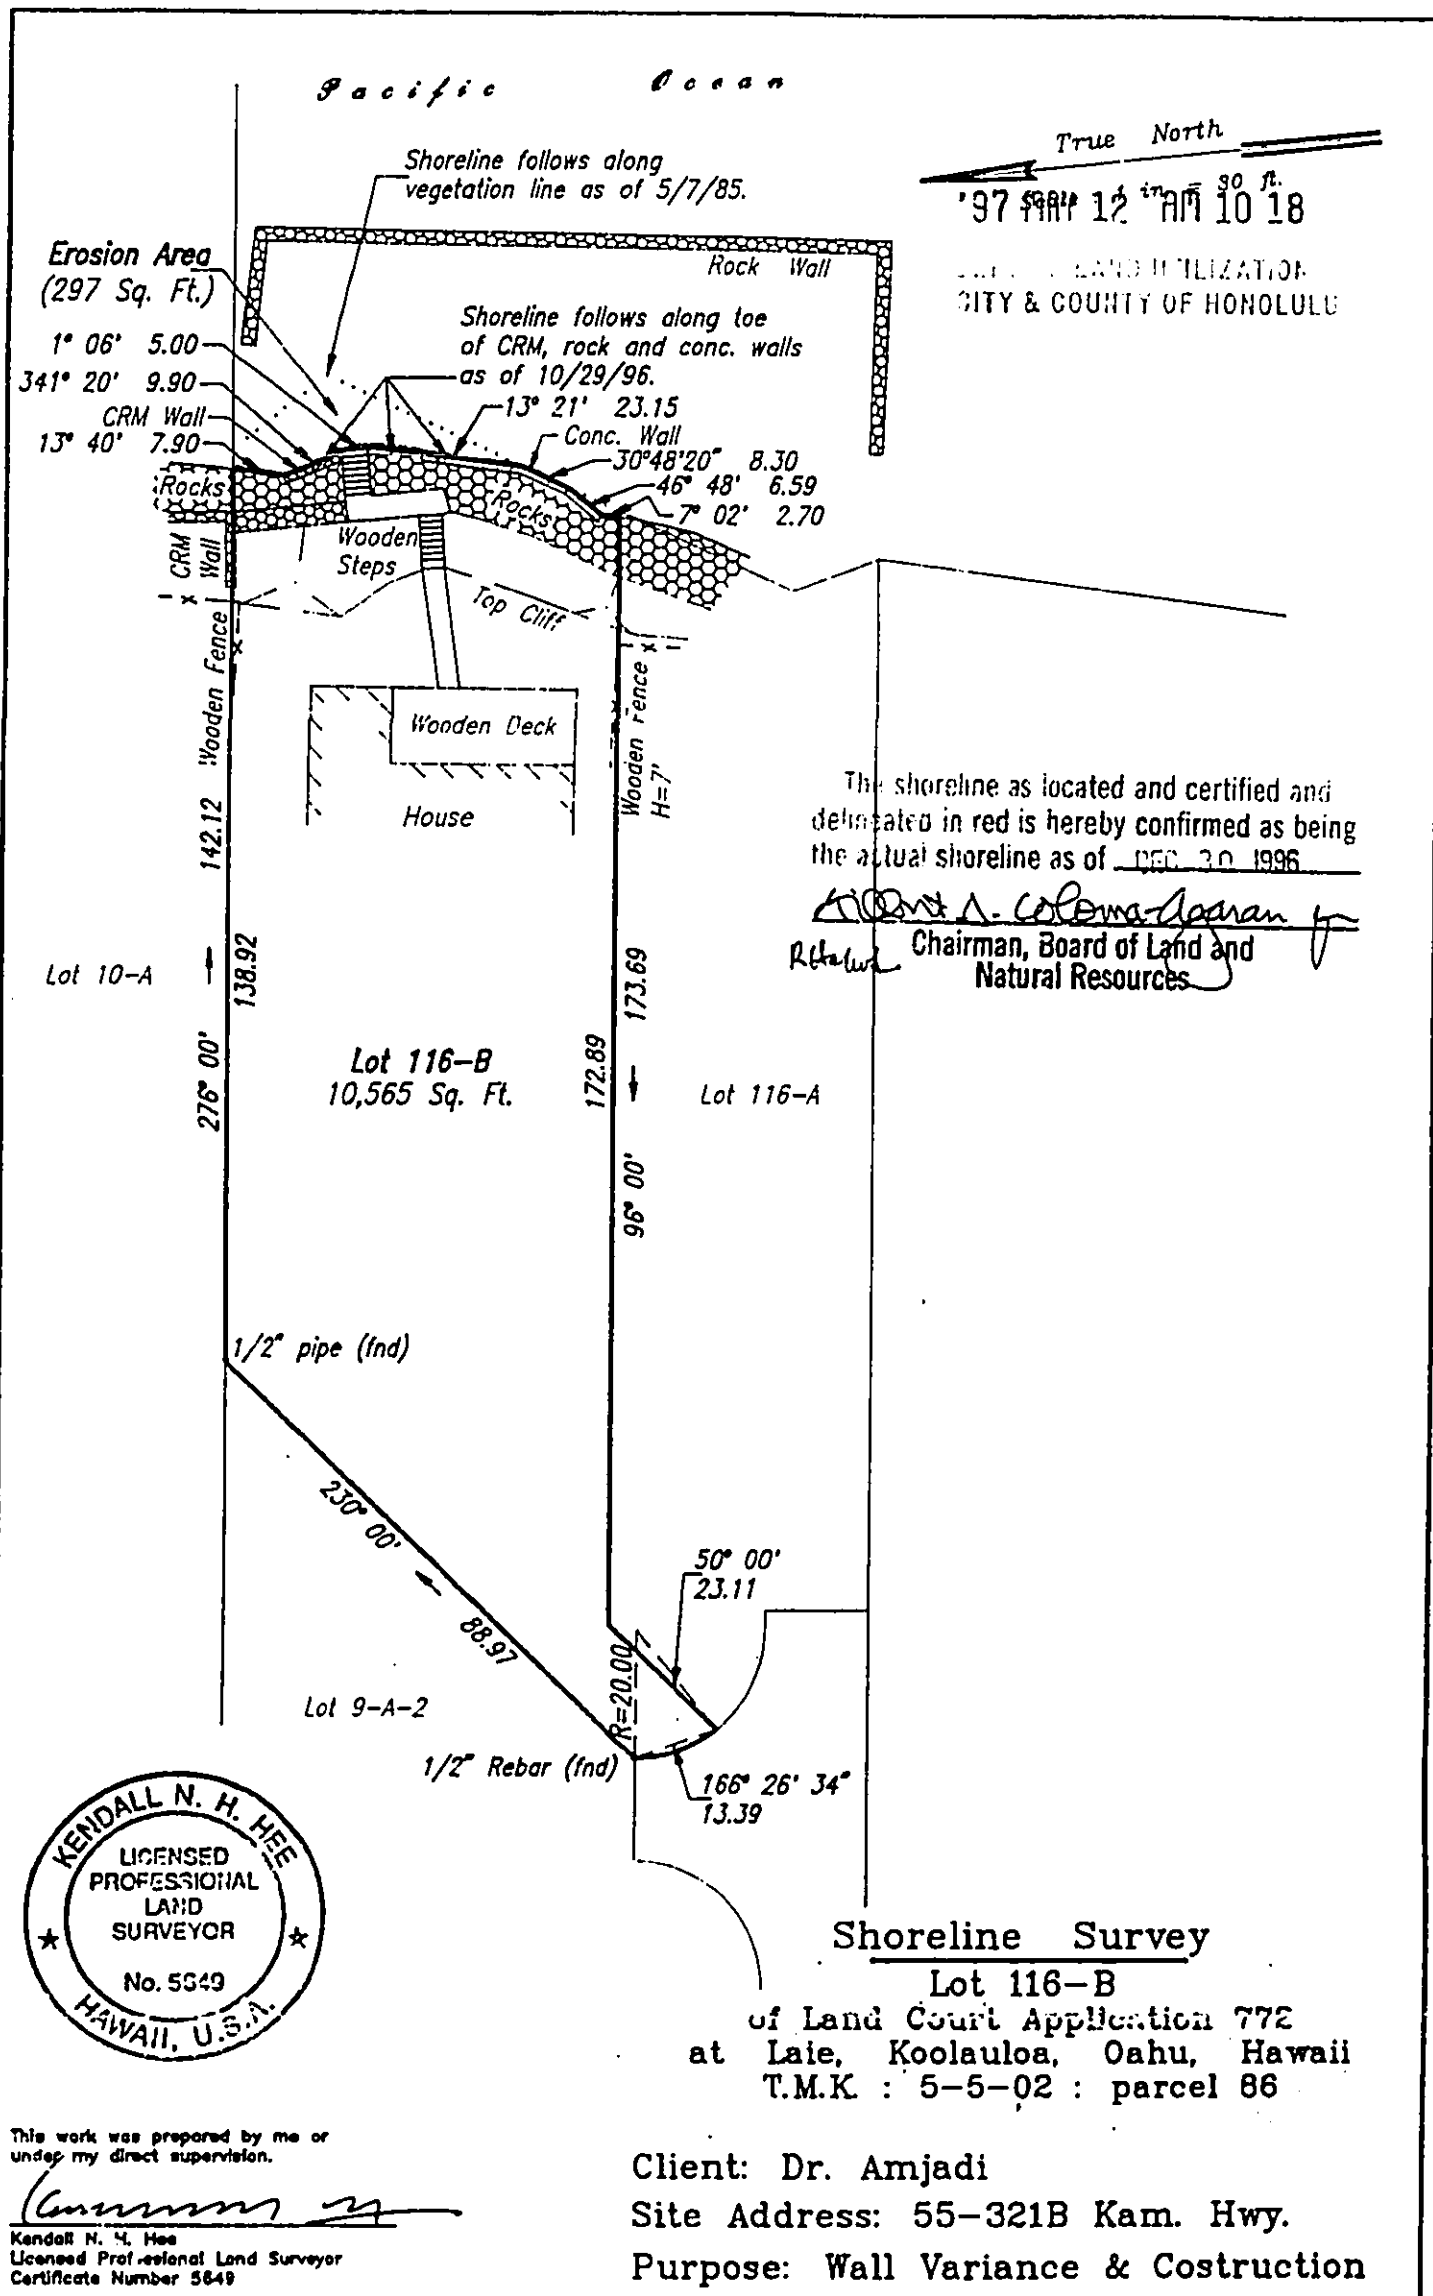 Pacific Ocean
True North
Shoreline follows along
vegetation line as of 5/7/85.
in = 30 ft.
'97 12 AM 10 18
LAND UTILIZATION
CITY & COUNTY OF HONOLULU
Rock Wall
Erosion Area
(297 Sq. Ft.)
Shoreline follows along toe
of CRM, rock and conc. walls
as of 10/29/96.
1° 06' 5.00
341° 20' 9.90
CRM Wall
13° 40' 7.90
13° 21' 23.15
Conc. Wall
30°48'20" 8.30
46° 48' 6.59
7° 02' 2.70
Rocks
Rocks
CRM
Wall
Wooden
Steps
Top Cliff
Wooden Fence
Wooden Fence
H=7'
Wooden Deck
House
142.12
138.92
276° 00'
173.69
172.89
96° 00'
The shoreline as located and certified and
delineated in red is hereby confirmed as being
the actual shoreline as of DEC 30 1996
Chairman, Board of Land and
Natural Resources
Lot 10-A
Lot 116-B
10,565 Sq. Ft.
Lot 116-A
1/2" pipe (fnd)
230° 00'
88.97
50° 00'
23.11
R=20.00
Lot 9-A-2
1/2" Rebar (fnd)
166° 26' 34"
13.39
KENDALL N. H. HEE
LICENSED
PROFESSIONAL
LAND
SURVEYOR
No. 5649
HAWAII, U.S.A.
Shoreline Survey
Lot 116-B
of Land Court Application 772
at Laie, Koolauloa, Oahu, Hawaii
T.M.K. : 5-5-02 : parcel 86
This work was prepared by me or
under my direct supervision.
Kendall N. H. Hee
Licensed Professional Land Surveyor
Certificate Number 5649
Client: Dr. Amjadi
Site Address: 55-321B Kam. Hwy.
Purpose: Wall Variance & Costruction